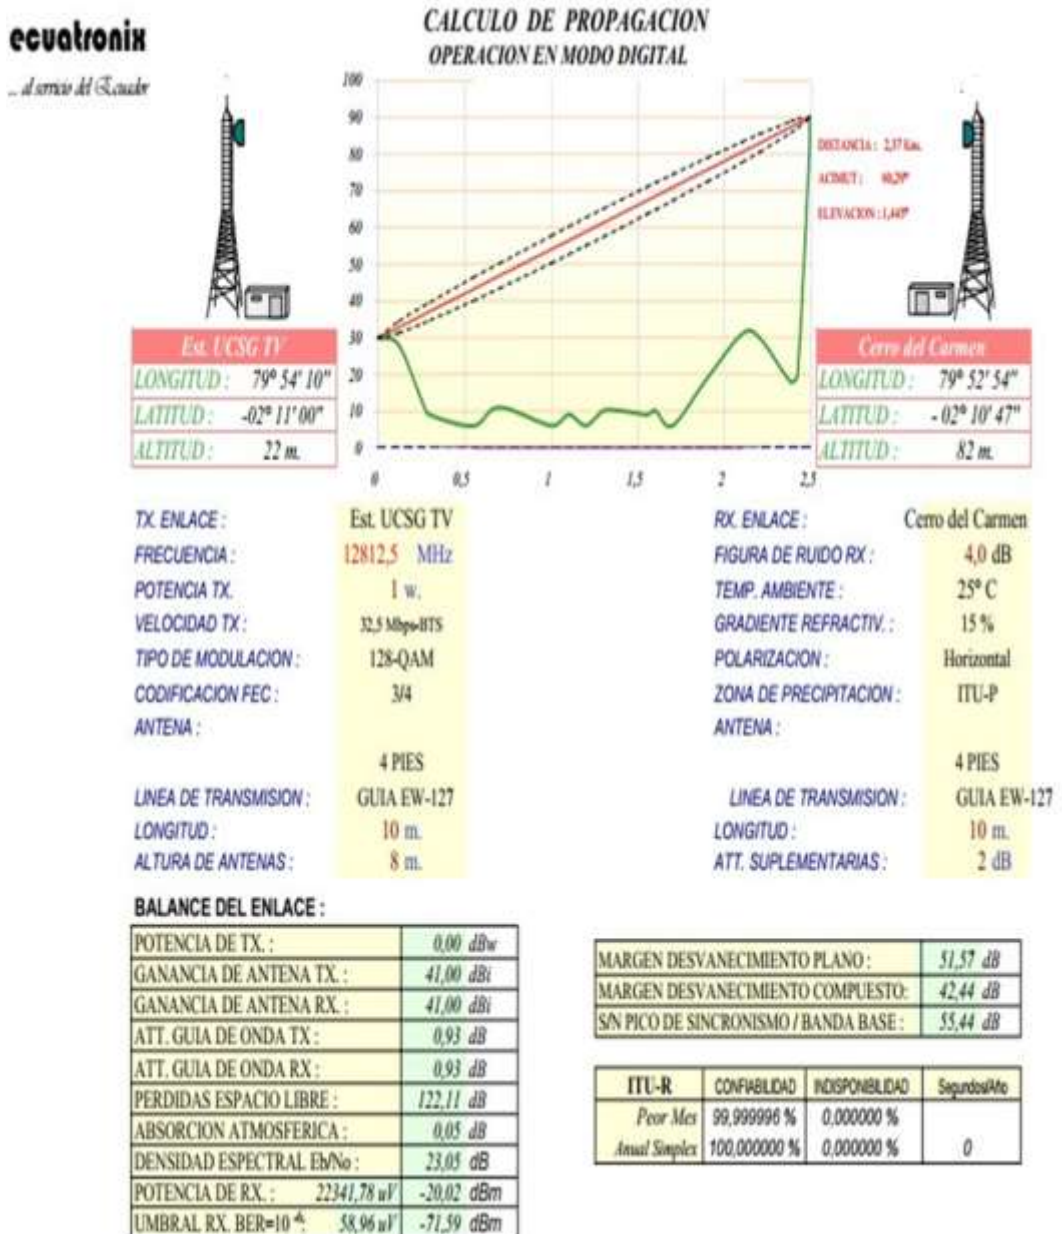 ecuatronix
... al servicio del Ecuador
CALCULO DE PROPAGACION
OPERACION EN MODO DIGITAL
100
90
80
70
60
50
40
30
20
10
0
0 0,5 1 1,5 2 2,5
DISTANCIA : 2,37 Km.
ACIMUT : 80,29º
ELEVACION : 1,445º
Est. UCSG TV
LONGITUD : 79º 54' 10"
LATITUD : -02º 11' 00"
ALTITUD : 22 m.
Cerro del Carmen
LONGITUD : 79º 52' 54"
LATITUD : - 02º 10' 47"
ALTITUD : 82 m.
TX. ENLACE : Est. UCSG TV
FRECUENCIA : 12812,5 MHz
POTENCIA TX. 1 w.
VELOCIDAD TX : 32,5 Mbps-BTS
TIPO DE MODULACION : 128-QAM
CODIFICACION FEC : 3/4
ANTENA :
4 PIES
LINEA DE TRANSMISION : GUIA EW-127
LONGITUD : 10 m.
ALTURA DE ANTENAS : 8 m.
RX. ENLACE : Cerro del Carmen
FIGURA DE RUIDO RX : 4,0 dB
TEMP. AMBIENTE : 25º C
GRADIENTE REFRACTIV. : 15 %
POLARIZACION : Horizontal
ZONA DE PRECIPITACION : ITU-P
ANTENA :
4 PIES
LINEA DE TRANSMISION : GUIA EW-127
LONGITUD : 10 m.
ATT. SUPLEMENTARIAS : 2 dB
BALANCE DEL ENLACE :
POTENCIA DE TX. : 0,00 dBw
GANANCIA DE ANTENA TX. : 41,00 dBi
GANANCIA DE ANTENA RX. : 41,00 dBi
ATT. GUIA DE ONDA TX : 0,93 dB
ATT. GUIA DE ONDA RX : 0,93 dB
PERDIDAS ESPACIO LIBRE : 122,11 dB
ABSORCION ATMOSFERICA : 0,05 dB
DENSIDAD ESPECTRAL Eb/No : 23,05 dB
POTENCIA DE RX. : 22341,78 uV -20,02 dBm
UMBRAL RX. BER=10 -6: 58,96 uV -71,59 dBm
MARGEN DESVANECIMIENTO PLANO : 51,57 dB
MARGEN DESVANECIMIENTO COMPUESTO: 42,44 dB
S/N PICO DE SINCRONISMO / BANDA BASE : 55,44 dB
ITU-R CONFIABILIDAD INDISPONIBILIDAD Segundos/Año
Peor Mes 99,999996 % 0,000000 %
Anual Simplex 100,000000 % 0,000000 % 0